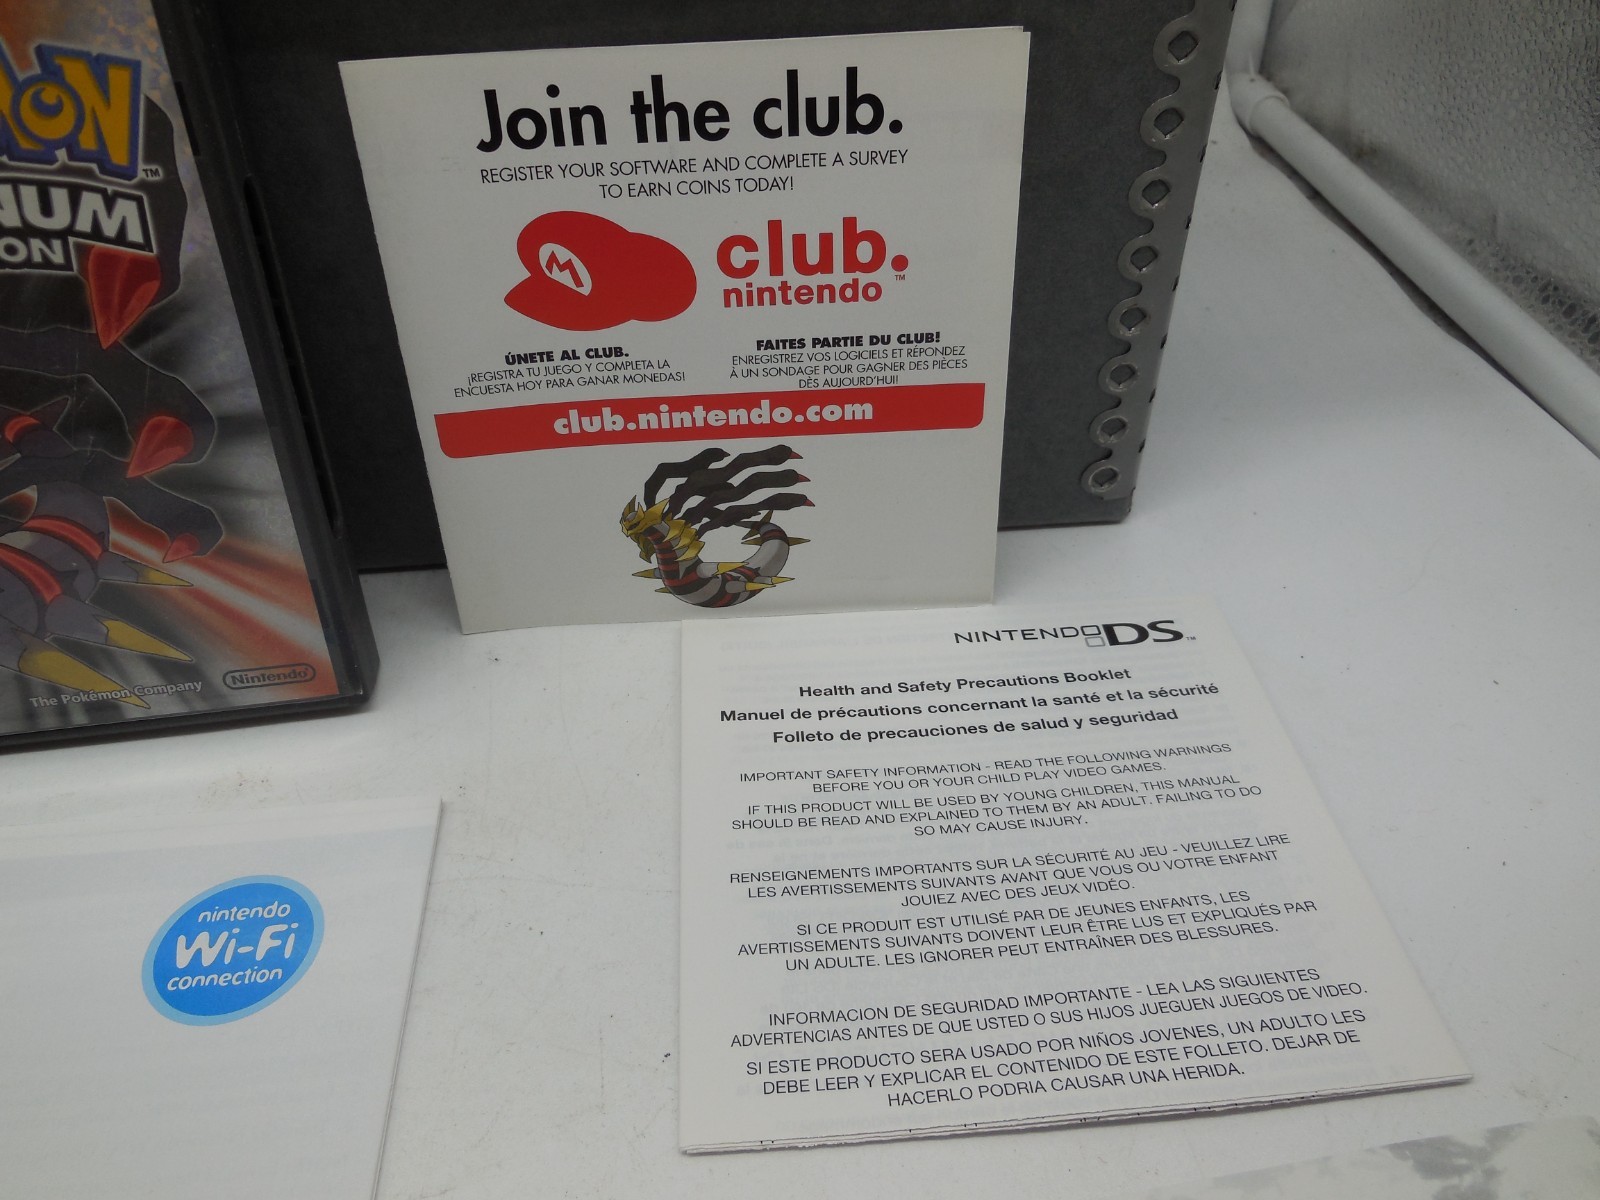 MON
TM
NUM
ON
The Pokémon Company
Nintendo
Join the club.
REGISTER YOUR SOFTWARE AND COMPLETE A SURVEY
TO EARN COINS TODAY!
M
club.
nintendo
TM
ÚNETE AL CLUB.
¡REGISTRA TU JUEGO Y COMPLETA LA
ENCUESTA HOY PARA GANAR MONEDAS!
FAITES PARTIE DU CLUB!
ENREGISTREZ VOS LOGICIELS ET RÉPONDEZ
À UN SONDAGE POUR GAGNER DES PIÈCES
DÈS AUJOURD'HUI!
club.nintendo.com
nintendo
Wi-Fi
connection
NINTENDO DS TM
Health and Safety Precautions Booklet
Manuel de précautions concernant la santé et la sécurité
Folleto de precauciones de salud y seguridad
IMPORTANT SAFETY INFORMATION - READ THE FOLLOWING WARNINGS
BEFORE YOU OR YOUR CHILD PLAY VIDEO GAMES.
IF THIS PRODUCT WILL BE USED BY YOUNG CHILDREN, THIS MANUAL
SHOULD BE READ AND EXPLAINED TO THEM BY AN ADULT. FAILING TO DO
SO MAY CAUSE INJURY.
RENSEIGNEMENTS IMPORTANTS SUR LA SÉCURITÉ AU JEU - VEUILLEZ LIRE
LES AVERTISSEMENTS SUIVANTS AVANT QUE VOUS OU VOTRE ENFANT
JOUIEZ AVEC DES JEUX VIDÉO.
SI CE PRODUIT EST UTILISÉ PAR DE JEUNES ENFANTS, LES
AVERTISSEMENTS SUIVANTS DOIVENT LEUR ÊTRE LUS ET EXPLIQUÉS PAR
UN ADULTE. LES IGNORER PEUT ENTRAÎNER DES BLESSURES.
INFORMACION DE SEGURIDAD IMPORTANTE - LEA LAS SIGUIENTES
ADVERTENCIAS ANTES DE QUE USTED O SUS HIJOS JUEGUEN JUEGOS DE VIDEO.
SI ESTE PRODUCTO SERA USADO POR NIÑOS JOVENES, UN ADULTO LES
DEBE LEER Y EXPLICAR EL CONTENIDO DE ESTE FOLLETO. DEJAR DE
HACERLO PODRIA CAUSAR UNA HERIDA.